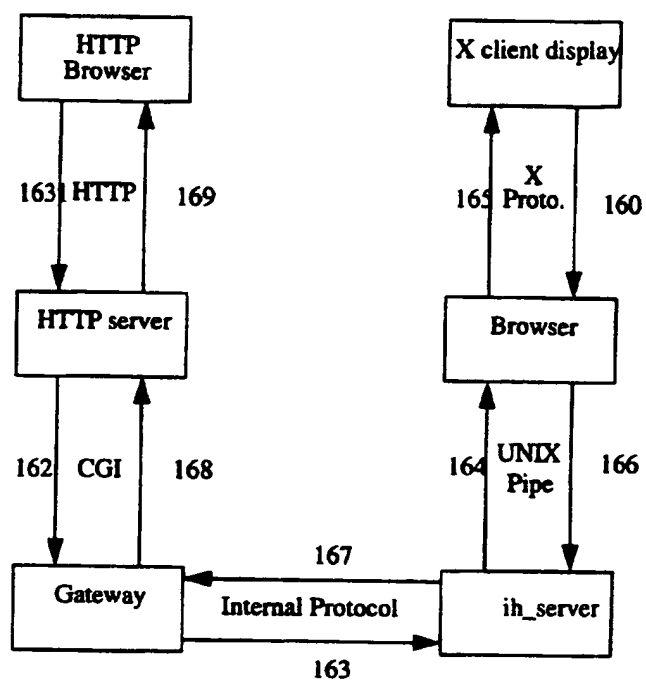 HTTP
Browser
X client display
1631 HTTP 169
165 X
Proto. 160
HTTP server
Browser
162 CGI 168
164 UNIX
Pipe 166
167
Gateway
Internal Protocol
ih_server
163